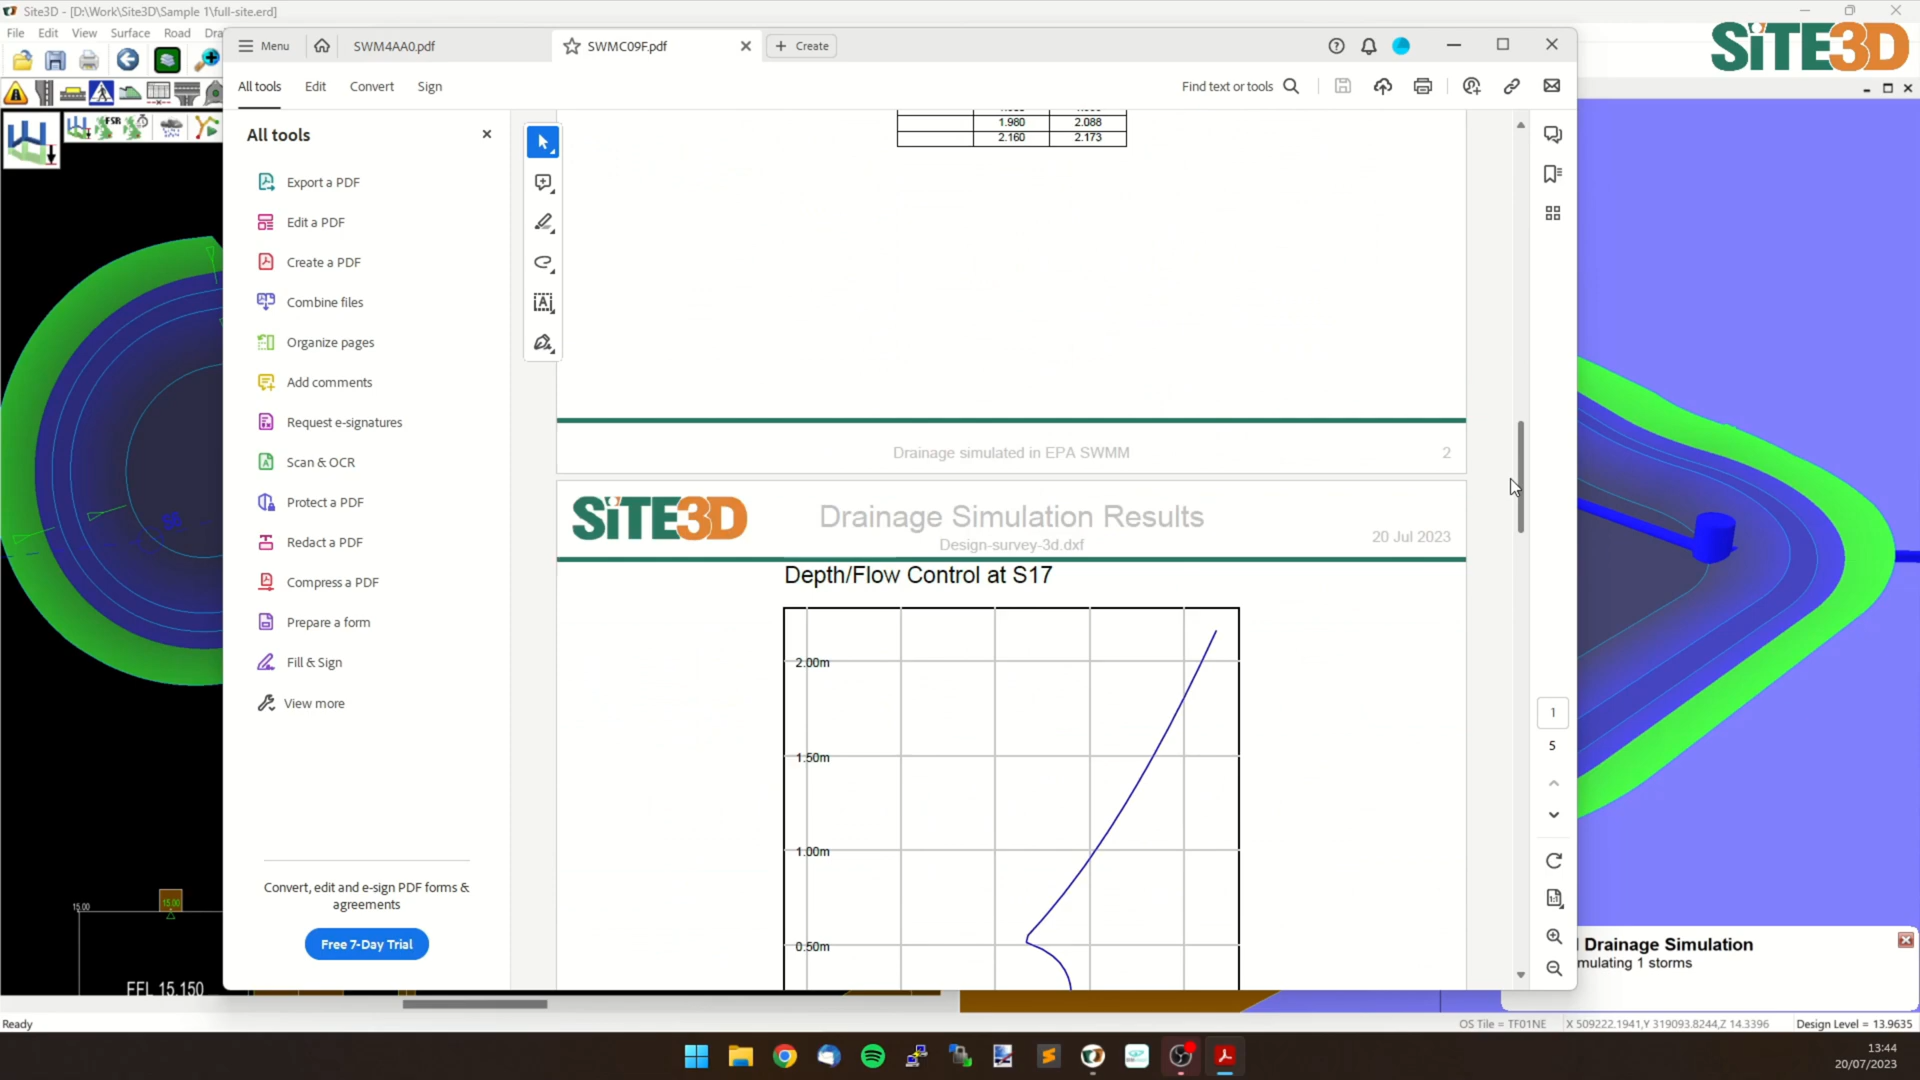 Site3D - [D:\Work\Site3D\Sample 1\full-site.erd]
File Edit View Surface Road Dra
SiTE3D
Menu
SWM4AA0.pdf
SWMC09F.pdf
Create
All tools
Edit
Convert
Sign
Find text or tools
All tools
Export a PDF
Edit a PDF
Create a PDF
Combine files
Organize pages
Add comments
Request e-signatures
Scan & OCR
Protect a PDF
Redact a PDF
Compress a PDF
Prepare a form
Fill & Sign
View more
Convert, edit and e-sign PDF forms &
agreements
Free 7-Day Trial
FSR
1.980 2.088
2.160 2.173
Drainage simulated in EPA SWMM 2
SiTE3D
Drainage Simulation Results
Design-survey-3d.dxf
20 Jul 2023
Depth/Flow Control at S17
2.00m
1.50m
1.00m
0.50m
1
5
15.00
15.00
FFL 15.150
Drainage Simulation
mulating 1 storms
Ready
OS Tile = TF01NE
X 509222.1941,Y 319093.8244,Z 14.3396
Design Level = 13.9635
13:44
20/07/2023